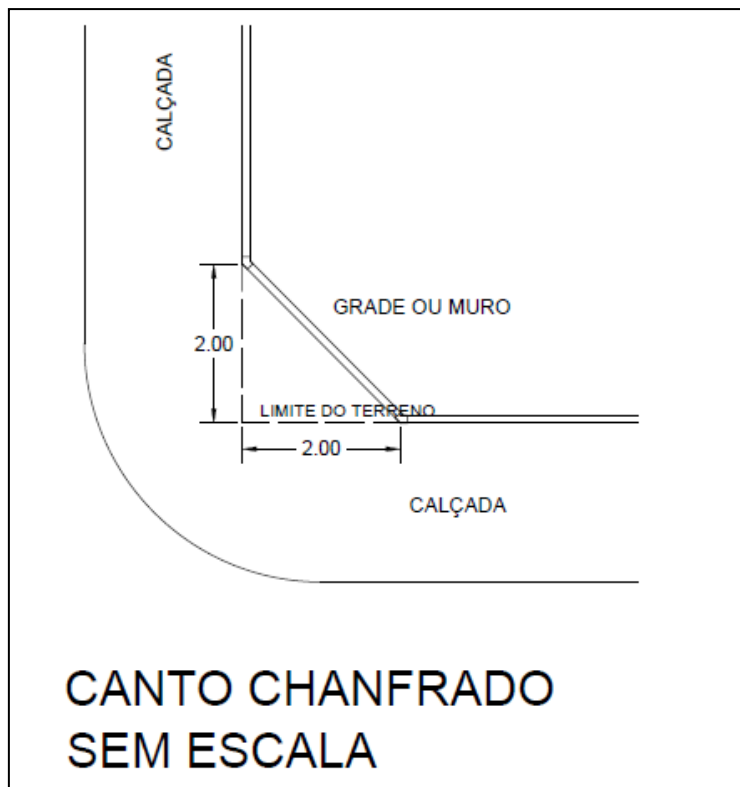 CALÇADA
GRADE OU MURO
2.00
LIMITE DO TERRENO
2.00
CALÇADA
CANTO CHANFRADO
SEM ESCALA